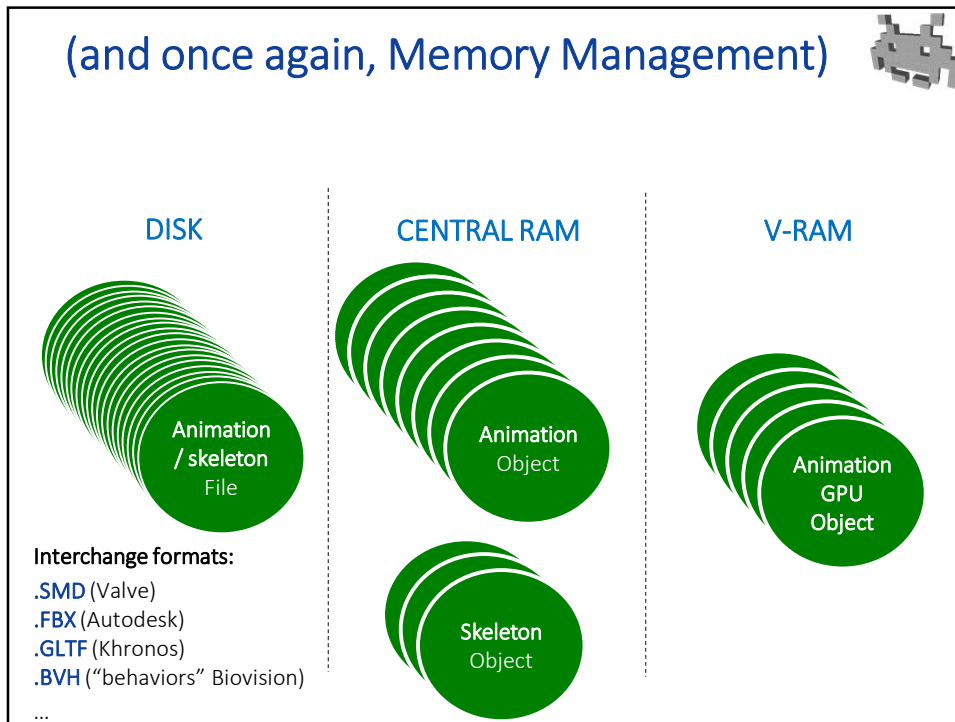 (and once again, Memory Management)
DISK
CENTRAL RAM
V-RAM
Animation
/ skeleton
File
Animation
Object
Animation
GPU
Object
Interchange formats:
.SMD (Valve)
.FBX (Autodesk)
.GLTF (Khronos)
.BVH (“behaviors” Biovision)
...
Skeleton
Object